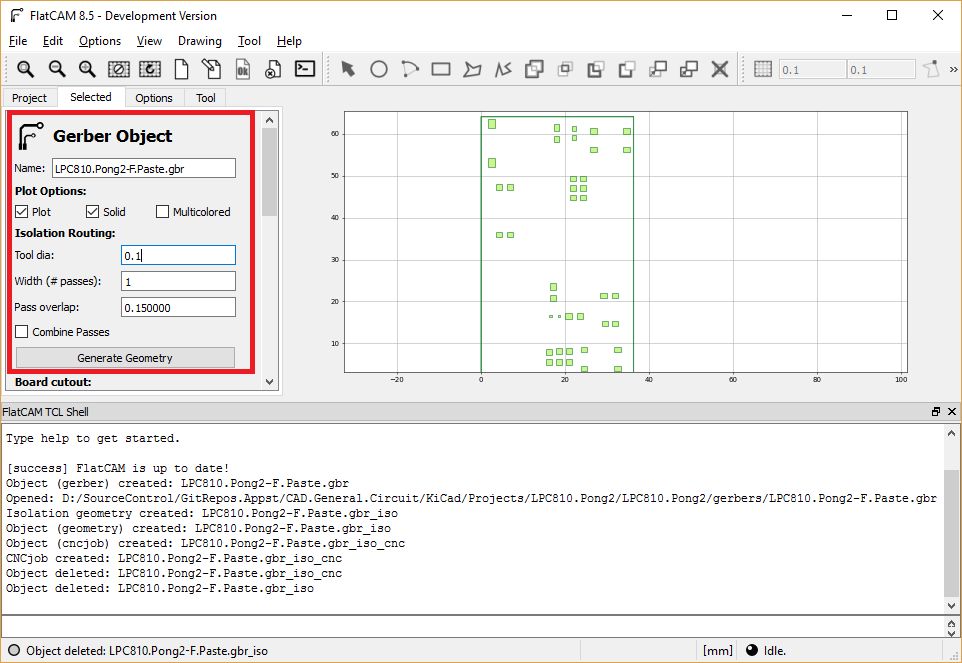 FlatCAM 8.5 - Development Version
File Edit Options View Drawing Tool Help
Ok
0.1 0.1 »
Project Selected Options Tool
Gerber Object
Name: LPC810.Pong2-F.Paste.gbr
Plot Options:
Plot Solid Multicolored
Isolation Routing:
Tool dia: 0.1
Width (# passes): 1
Pass overlap: 0.150000
Combine Passes
Generate Geometry
Board cutout:
60
50
40
30
20
10
−20 0 20 40 60 80 100
FlatCAM TCL Shell
Type help to get started.
[success] FlatCAM is up to date!
Object (gerber) created: LPC810.Pong2-F.Paste.gbr
Opened: D:/SourceControl/GitRepos.Appst/CAD.General.Circuit/KiCad/Projects/LPC810.Pong2/LPC810.Pong2/gerbers/LPC810.Pong2-F.Paste.gbr
Isolation geometry created: LPC810.Pong2-F.Paste.gbr_iso
Object (geometry) created: LPC810.Pong2-F.Paste.gbr_iso
Object (cncjob) created: LPC810.Pong2-F.Paste.gbr_iso_cnc
CNCjob created: LPC810.Pong2-F.Paste.gbr_iso_cnc
Object deleted: LPC810.Pong2-F.Paste.gbr_iso_cnc
Object deleted: LPC810.Pong2-F.Paste.gbr_iso
Object deleted: LPC810.Pong2-F.Paste.gbr_iso [mm] Idle.